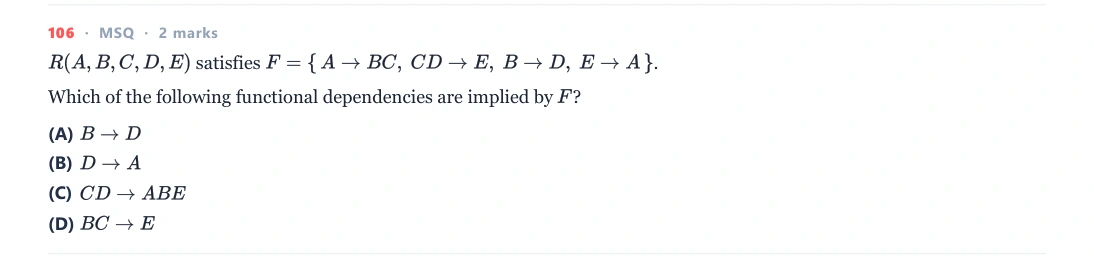 106 · MSQ · 2 marks
R(A, B, C, D, E) satisfies F = { A → BC, CD → E, B → D, E → A }.
Which of the following functional dependencies are implied by F?
(A) B → D
(B) D → A
(C) CD → ABE
(D) BC → E